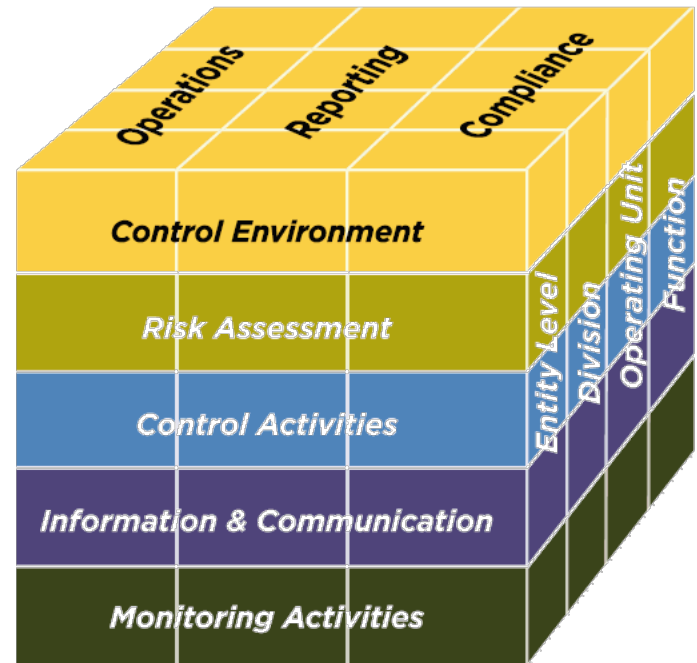 Operations
Reporting
Compliance
Control Environment
Risk Assessment
Control Activities
Information & Communication
Monitoring Activities
Entity Level
Division
Operating Unit
Function